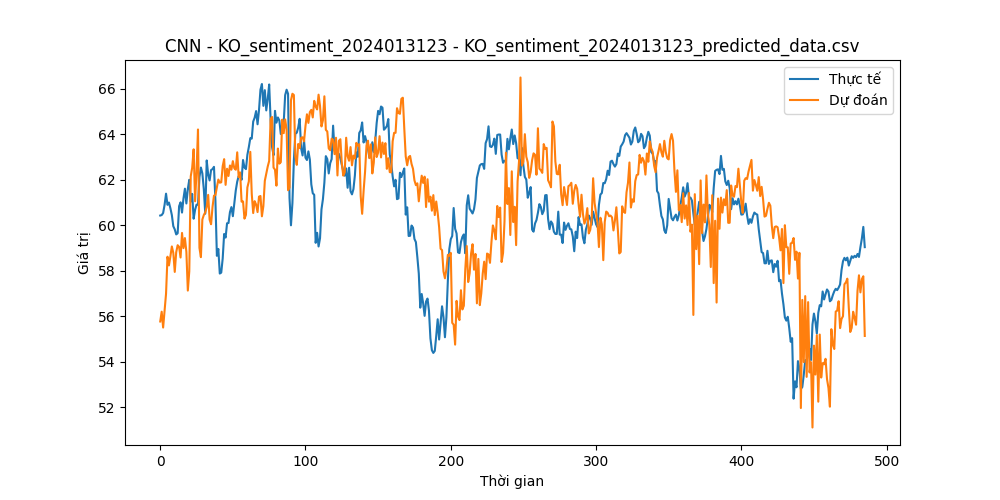 CNN - KO_sentiment_2024013123 - KO_sentiment_2024013123_predicted_data.csv
Thực tế
Dự đoán
Giá trị
66
64
62
60
58
56
54
52
0
100
200
300
400
500
Thời gian